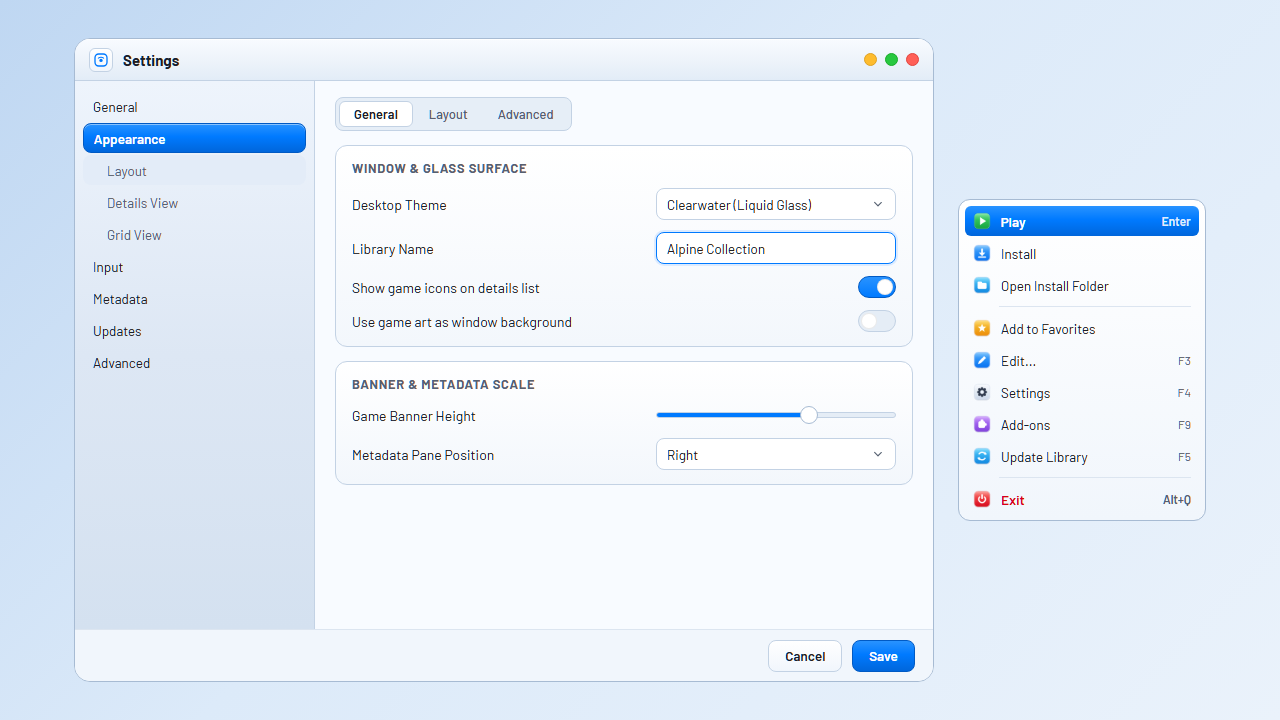 Settings
General
Appearance
Layout
Details View
Grid View
Input
Metadata
Updates
Advanced
General Layout Advanced
WINDOW & GLASS SURFACE
Desktop Theme Clearwater (Liquid Glass)
Library Name Alpine Collection
Show game icons on details list
Use game art as window background
BANNER & METADATA SCALE
Game Banner Height
Metadata Pane Position Right
Cancel Save
Play Enter
Install
Open Install Folder
Add to Favorites
Edit... F3
Settings F4
Add-ons F9
Update Library F5
Exit Alt+Q